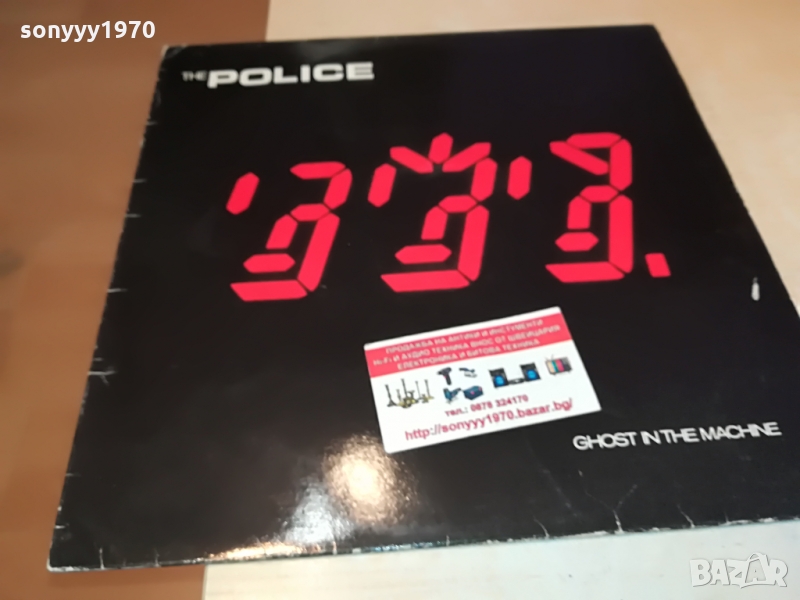 sonyyy1970
THE POLICE
ПРОДАЖБА НА АНТИКИ И ИНСТУМЕНТИ
Hi-Fi И АУДИО ТЕХНИКА ВНОС ОТ ШВЕЙЦАРИЯ
ЕЛЕКТРОНИКА И БИТОВА ТЕХНИКА
тел.: 0878 324170
http://sonyyy1970.bazar.bg/
GHOST IN THE MACHINE
BAZAR